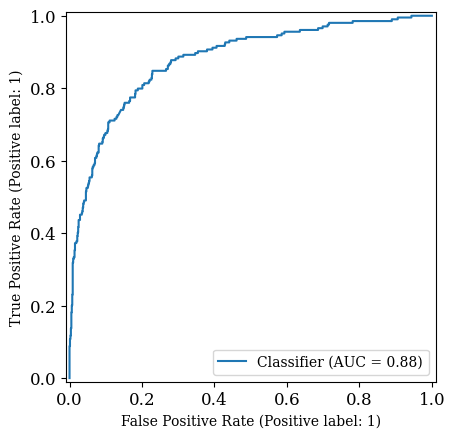 1.0
0.8
0.6
0.4
0.2
0.0
True Positive Rate (Positive label: 1)
Classifier (AUC = 0.88)
0.0 0.2 0.4 0.6 0.8 1.0
False Positive Rate (Positive label: 1)